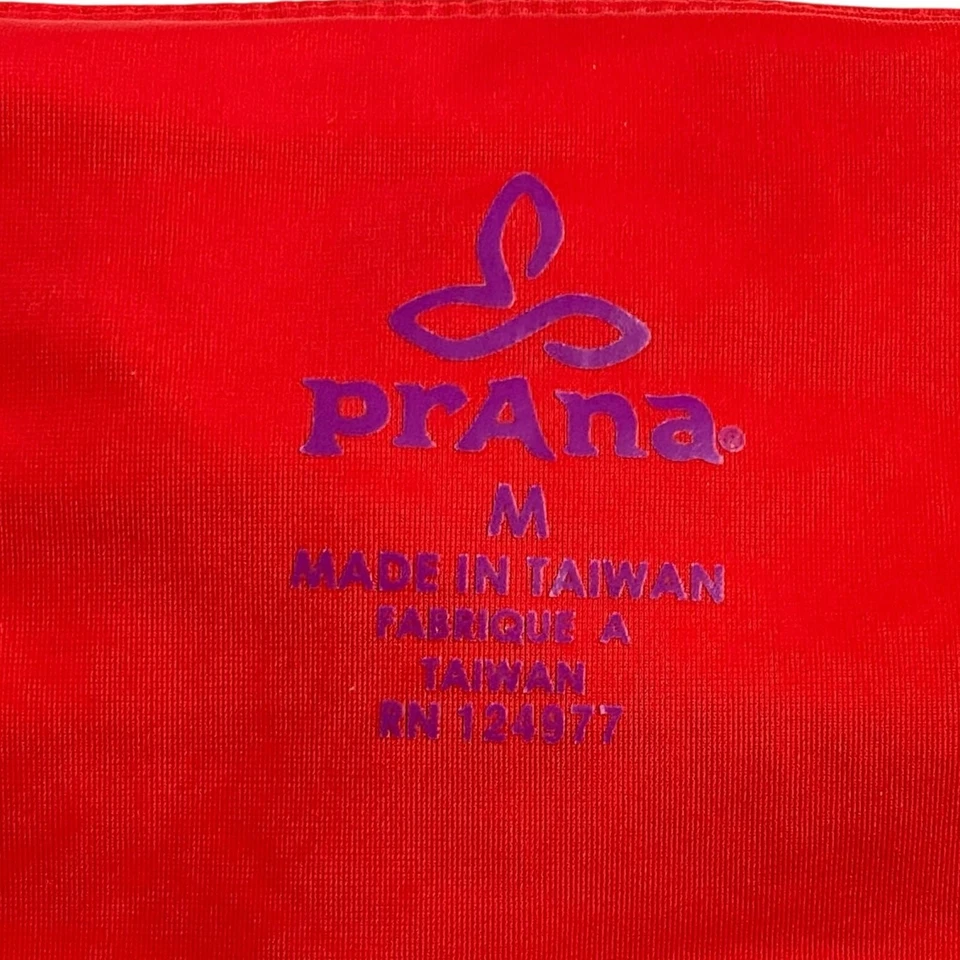 prAna®
M
MADE IN TAIWAN
FABRIQUE A
TAIWAN
RN 124977